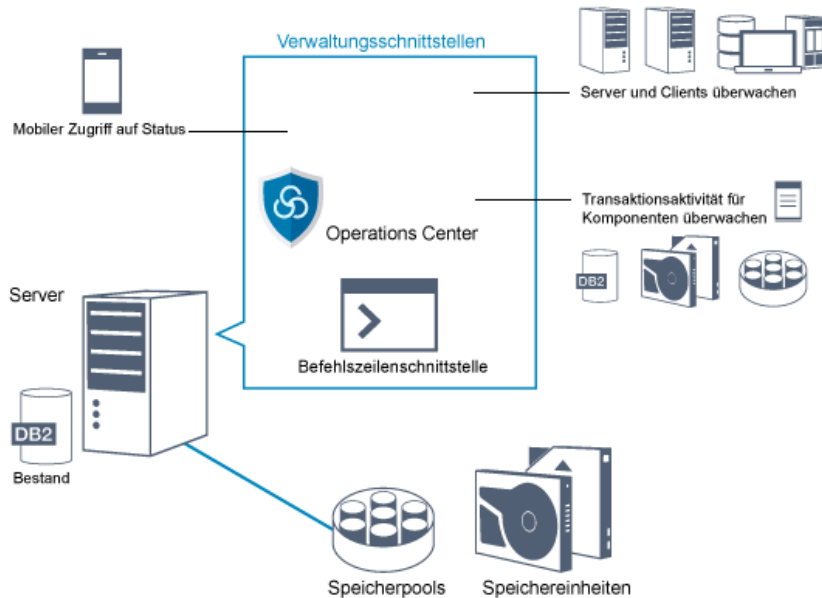 Verwaltungsschnittstellen
Mobiler Zugriff auf Status
Server und Clients überwachen
Transaktionsaktivität für
Komponenten überwachen
DB2
Operations Center
Befehlszeilenschnittstelle
Server
DB2
Bestand
Speicherpools
Speichereinheiten